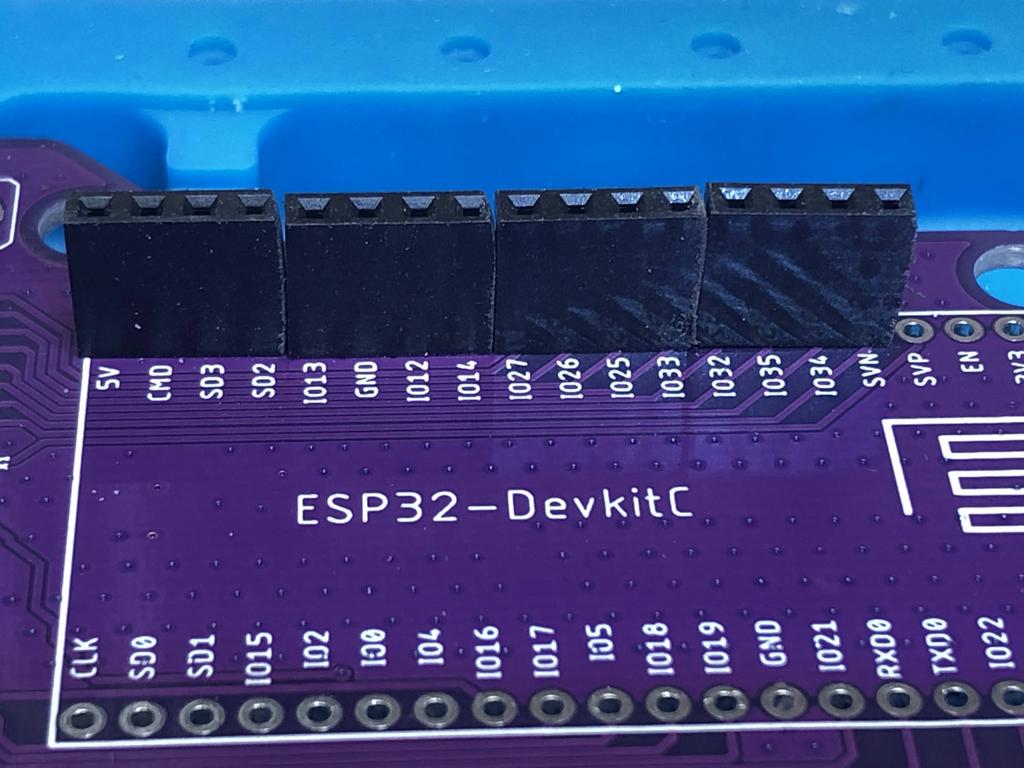 5V CMD SD3 SD2 IO13 GND IO12 IO14 IO27 IO26 IO25 IO33 IO32 IO35 IO34 SVN SVP EN 3V3
ESP32-DevkitC
CLK SD0 SD1 IO15 IO2 IO0 IO4 IO16 IO17 IO5 IO18 IO19 GND IO21 RXD0 TXD0 IO22